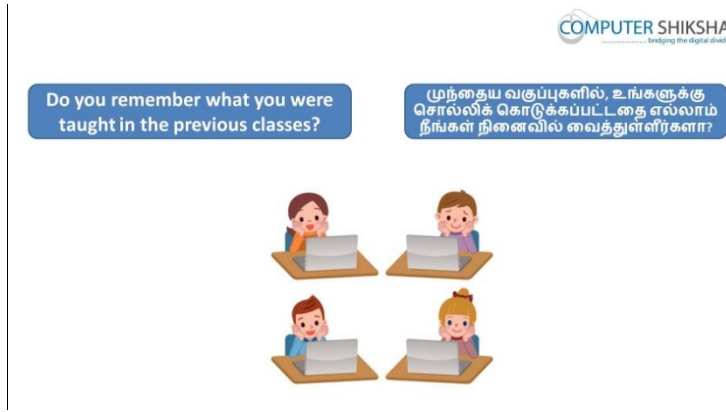 COMPUTER SHIKSHA
bridging the digital divide
Do you remember what you were
taught in the previous classes?
முந்தைய வகுப்புகளில், உங்களுக்கு
சொல்லிக் கொடுக்கப்பட்டதை எல்லாம்
நீங்கள் நினைவில் வைத்துள்ளீர்களா?